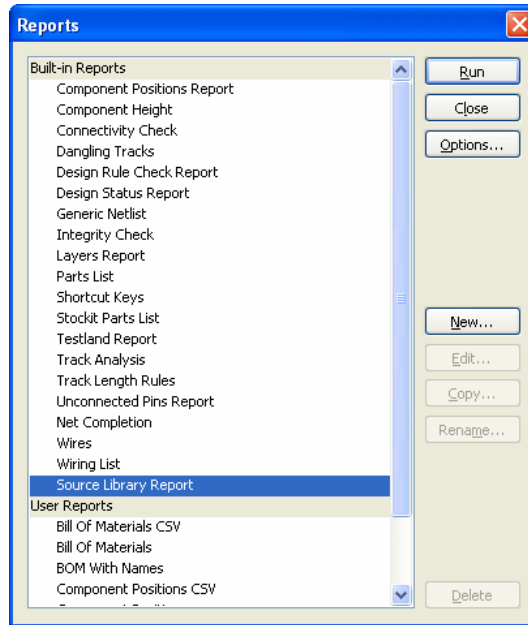 Reports
Built-in Reports
Component Positions Report
Component Height
Connectivity Check
Dangling Tracks
Design Rule Check Report
Design Status Report
Generic Netlist
Integrity Check
Layers Report
Parts List
Shortcut Keys
Stockit Parts List
Testland Report
Track Analysis
Track Length Rules
Unconnected Pins Report
Net Completion
Wires
Wiring List
Source Library Report
User Reports
Bill Of Materials CSV
Bill Of Materials
BOM With Names
Component Positions CSV
Run
Close
Options...
New...
Edit...
Copy...
Rename...
Delete